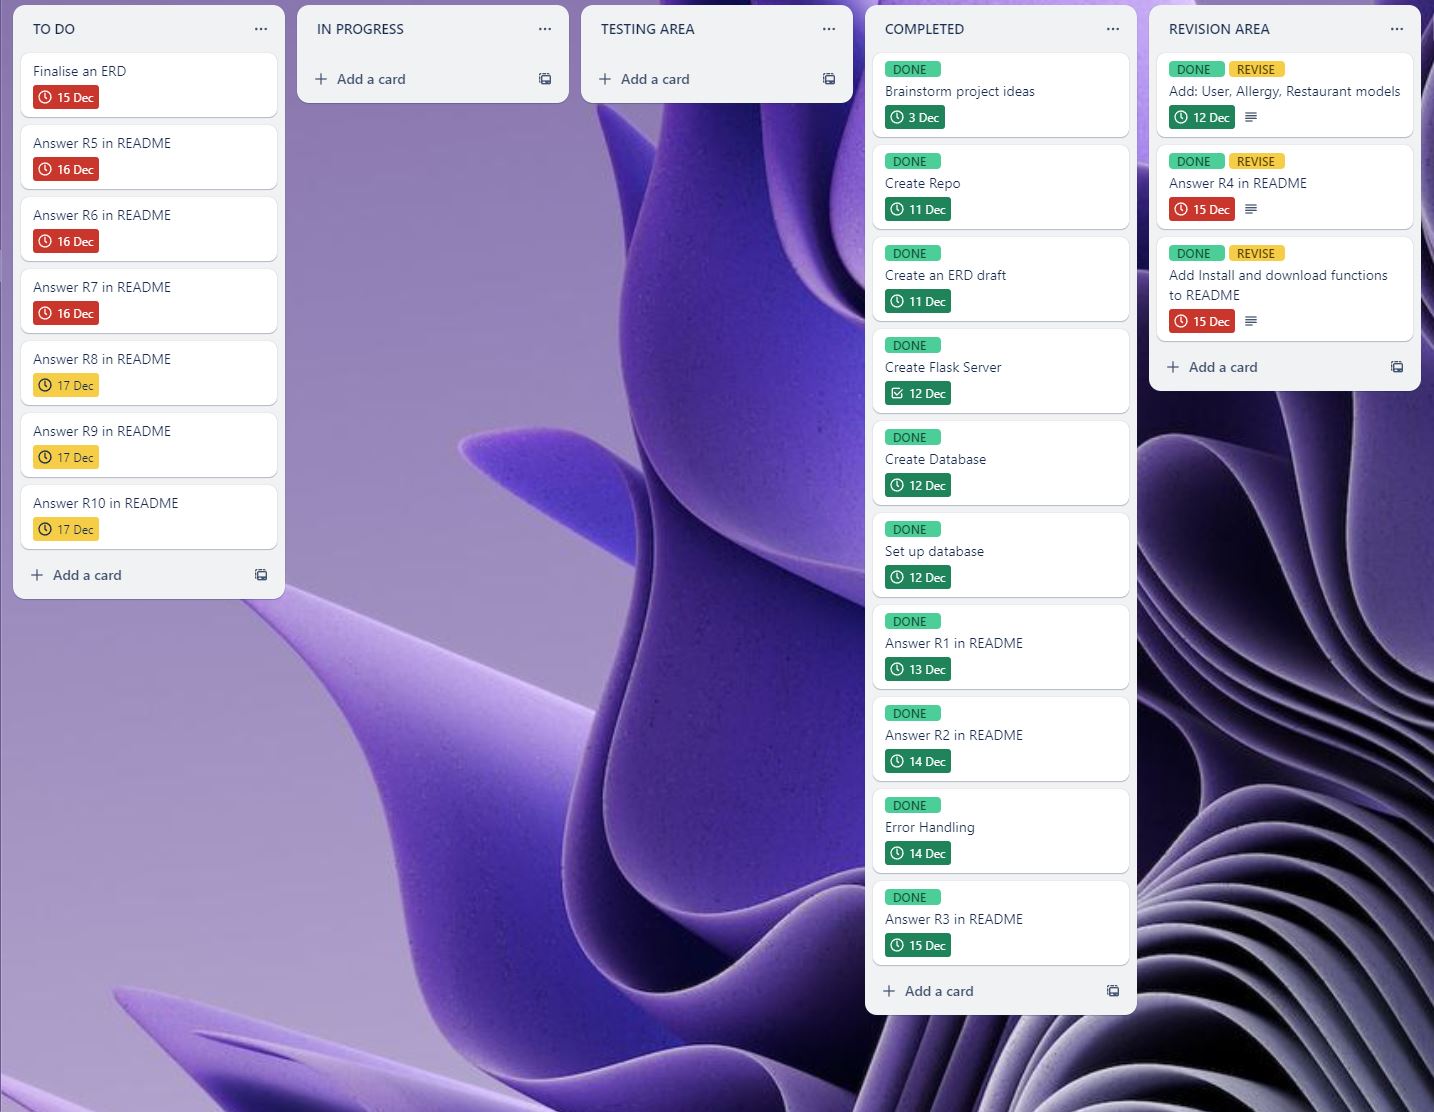 TO DO
Finalise an ERD
15 Dec
Answer R5 in README
16 Dec
Answer R6 in README
16 Dec
Answer R7 in README
16 Dec
Answer R8 in README
17 Dec
Answer R9 in README
17 Dec
Answer R10 in README
17 Dec
+ Add a card
IN PROGRESS
+ Add a card
TESTING AREA
+ Add a card
COMPLETED
DONE
Brainstorm project ideas
3 Dec
DONE
Create Repo
11 Dec
DONE
Create an ERD draft
11 Dec
DONE
Create Flask Server
12 Dec
DONE
Create Database
12 Dec
DONE
Set up database
12 Dec
DONE
Answer R1 in README
13 Dec
DONE
Answer R2 in README
14 Dec
DONE
Error Handling
14 Dec
DONE
Answer R3 in README
15 Dec
+ Add a card
REVISION AREA
DONE REVISE
Add: User, Allergy, Restaurant models
12 Dec
DONE REVISE
Answer R4 in README
15 Dec
DONE REVISE
Add Install and download functions
to README
15 Dec
+ Add a card